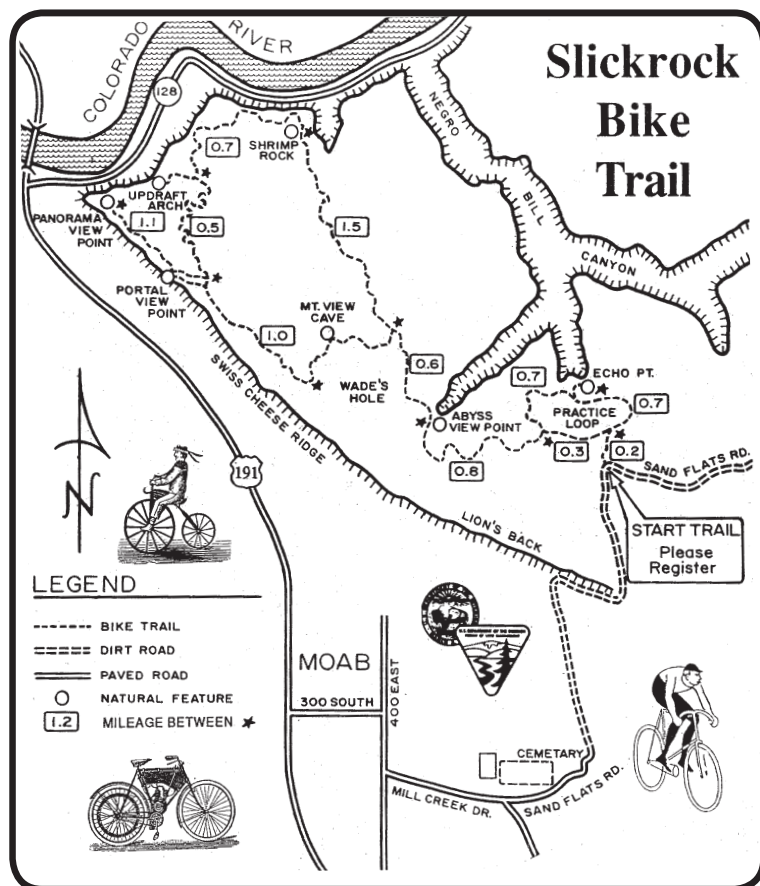 Slickrock
Bike
Trail
COLORADO RIVER
128
NEGRO BILL CANYON
0.7
SHRIMP
ROCK
UPDRAFT
ARCH
PANORAMA
VIEW
POINT
1.1
0.5
1.5
PORTAL
VIEW
POINT
MT. VIEW
CAVE
1.0
SWISS CHEESE RIDGE
WADE'S
HOLE
0.6
ECHO PT.
0.7
0.7
PRACTICE
LOOP
ABYSS
VIEW POINT
0.3
0.2
0.8
SAND FLATS RD.
191
N
LION'S BACK
START TRAIL
Please
Register
LEGEND
BIKE TRAIL
DIRT ROAD
PAVED ROAD
NATURAL FEATURE
1.2 MILEAGE BETWEEN
MOAB
300 SOUTH
400 EAST
CEMETARY
MILL CREEK DR.
SAND FLATS RD.